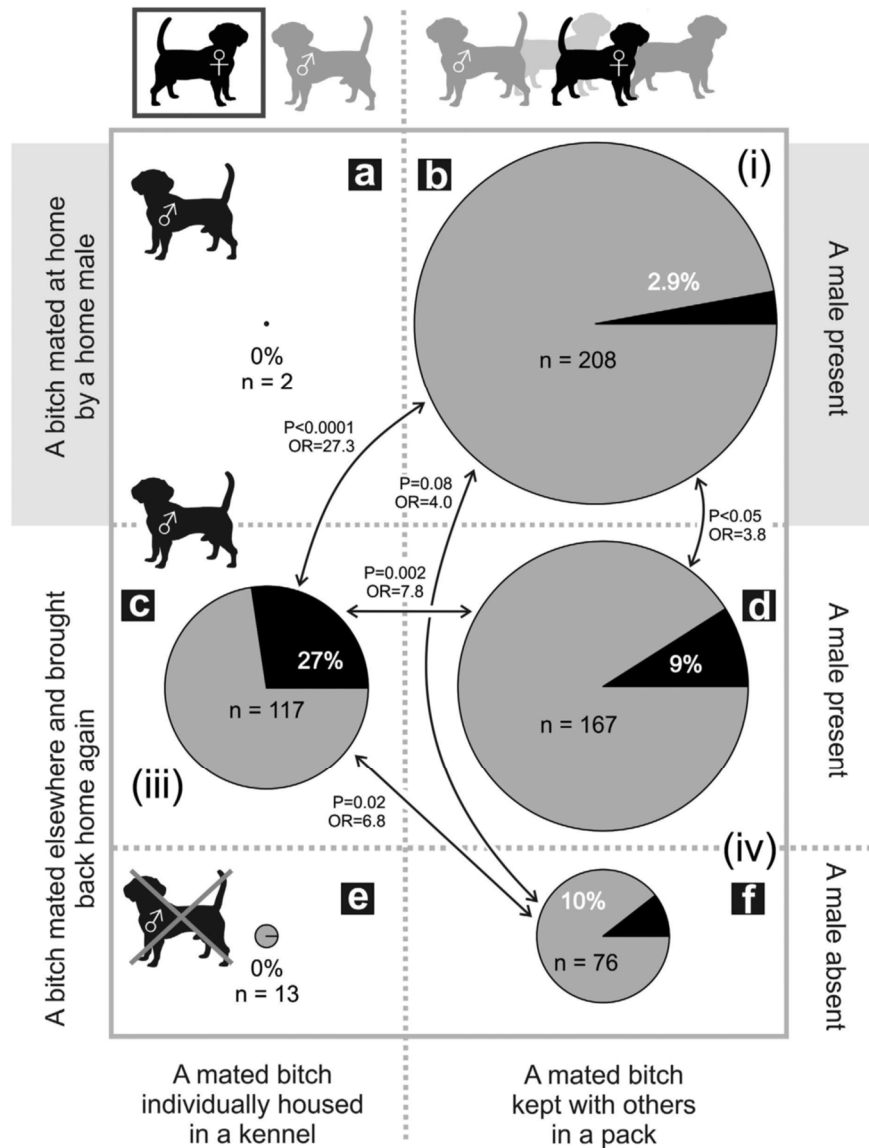 ♀
♂
♂
♀
A bitch mated at home
by a home male
♂
a
0%
n = 2
b
(i)
2.9%
n = 208
A male present
P<0.0001
OR=27.3
P=0.08
OR=4.0
P<0.05
OR=3.8
♂
P=0.002
OR=7.8
A bitch mated elsewhere and brought
back home again
c
27%
n = 117
(iii)
d
9%
n = 167
A male present
P=0.02
OR=6.8
(iv)
♂
e
0%
n = 13
f
10%
n = 76
A male absent
A mated bitch
individually housed
in a kennel
A mated bitch
kept with others
in a pack